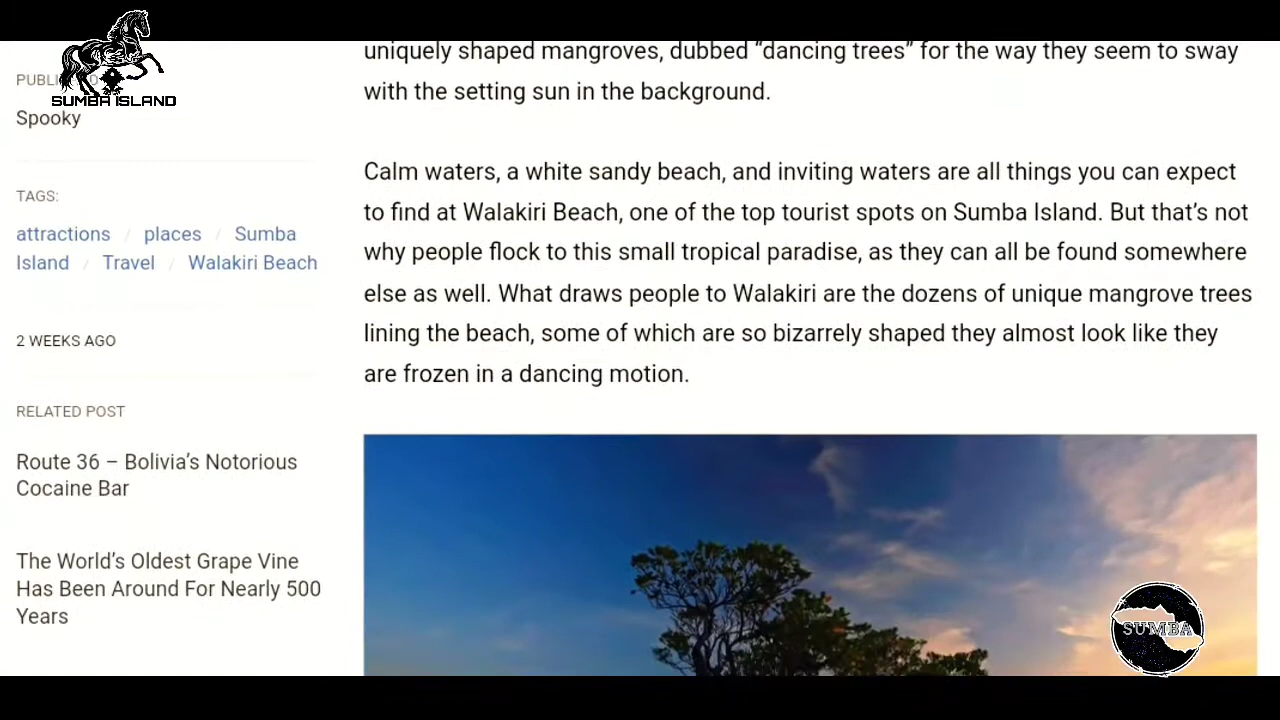 PUBL
SUMBA ISLAND
Spooky
TAGS:
attractions / places / Sumba
Island / Travel / Walakiri Beach
2 WEEKS AGO
RELATED POST
Route 36 – Bolivia’s Notorious
Cocaine Bar
The World’s Oldest Grape Vine
Has Been Around For Nearly 500
Years
uniquely shaped mangroves, dubbed “dancing trees” for the way they seem to sway
with the setting sun in the background.
Calm waters, a white sandy beach, and inviting waters are all things you can expect
to find at Walakiri Beach, one of the top tourist spots on Sumba Island. But that’s not
why people flock to this small tropical paradise, as they can all be found somewhere
else as well. What draws people to Walakiri are the dozens of unique mangrove trees
lining the beach, some of which are so bizarrely shaped they almost look like they
are frozen in a dancing motion.
SUMBA